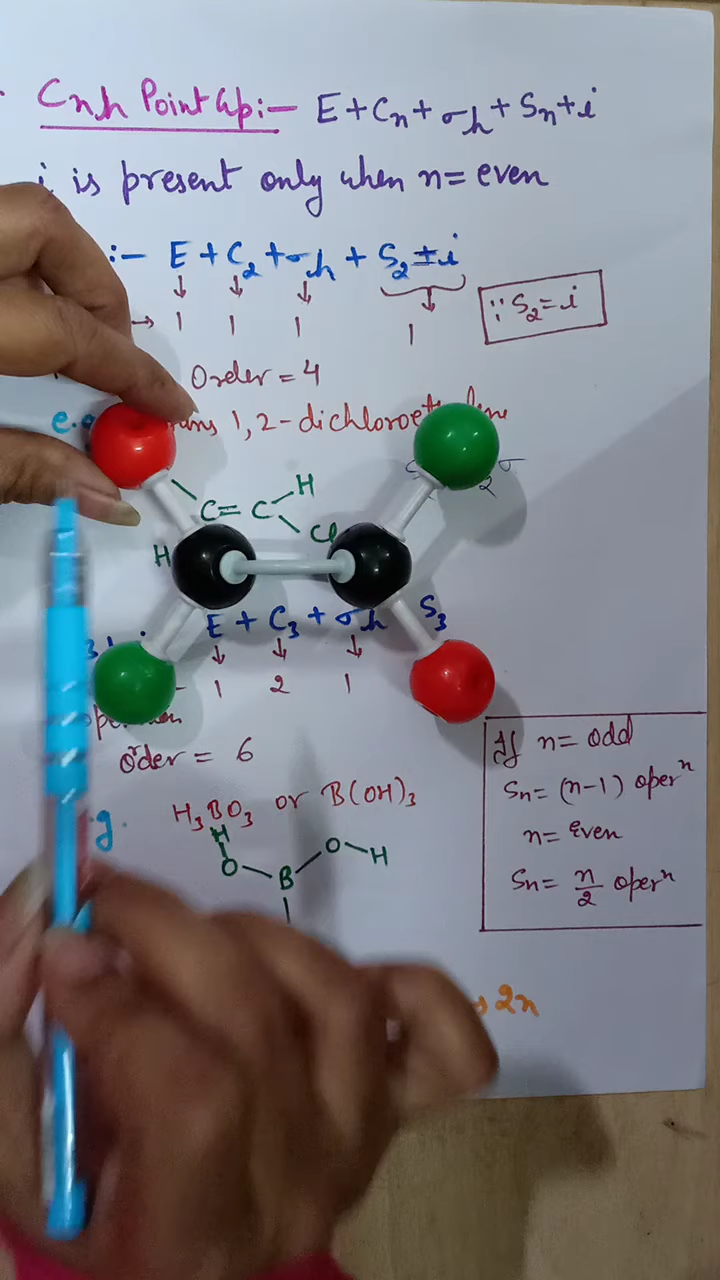 Cnh Point Gp:- E + Cn + σh + Sn + i
i is present only when n = even
:- E + C2 + σh + S2 ± i
↓ ↓ ↓ ↓
→ 1 1 1 1
∵ S2 = i
Order = 4
1,2-dichloro
H
C = C
H Cl
E + C3 + σh S3
↓ ↓ ↓
1 2 1
order = 6
If n = odd
Sn = (n-1) operⁿ
n = Even
Sn = n/2 operⁿ
g. H3BO3 or B(OH)3
H
O O H
B
2n